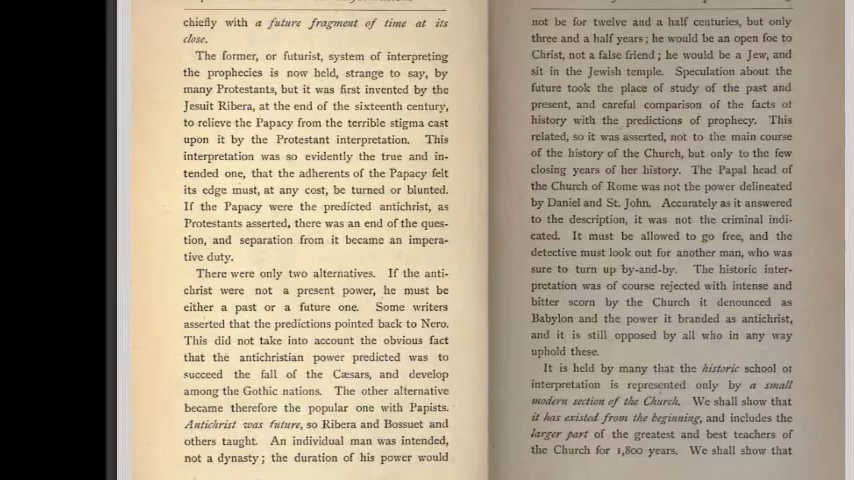 chiefly with a future fragment of time at its
close.
The former, or futurist, system of interpreting
the prophecies is now held, strange to say, by
many Protestants, but it was first invented by the
Jesuit Ribera, at the end of the sixteenth century,
to relieve the Papacy from the terrible stigma cast
upon it by the Protestant interpretation. This
interpretation was so evidently the true and in-
tended one, that the adherents of the Papacy felt
its edge must, at any cost, be turned or blunted.
If the Papacy were the predicted antichrist, as
Protestants asserted, there was an end of the ques-
tion, and separation from it became an impera-
tive duty.
There were only two alternatives. If the anti-
christ were not a present power, he must be
either a past or a future one. Some writers
asserted that the predictions pointed back to Nero.
This did not take into account the obvious fact
that the antichristian power predicted was to
succeed the fall of the Cæsars, and develop
among the Gothic nations. The other alternative
became therefore the popular one with Papists.
Antichrist was future, so Ribera and Bossuet and
others taught. An individual man was intended,
not a dynasty; the duration of his power would
not be for twelve and a half centuries, but only
three and a half years; he would be an open foe to
Christ, not a false friend; he would be a Jew, and
sit in the Jewish temple. Speculation about the
future took the place of study of the past and
present, and careful comparison of the facts of
history with the predictions of prophecy. This
related, so it was asserted, not to the main course
of the history of the Church, but only to the few
closing years of her history. The Papal head of
the Church of Rome was not the power delineated
by Daniel and St. John. Accurately as it answered
to the description, it was not the criminal indi-
cated. It must be allowed to go free, and the
detective must look out for another man, who was
sure to turn up by-and-by. The historic inter-
pretation was of course rejected with intense and
bitter scorn by the Church it denounced as
Babylon and the power it branded as antichrist,
and it is still opposed by all who in any way
uphold these.
It is held by many that the historic school of
interpretation is represented only by a small
modern section of the Church. We shall show that
it has existed from the beginning, and includes the
larger part of the greatest and best teachers of
the Church for 1,800 years. We shall show that